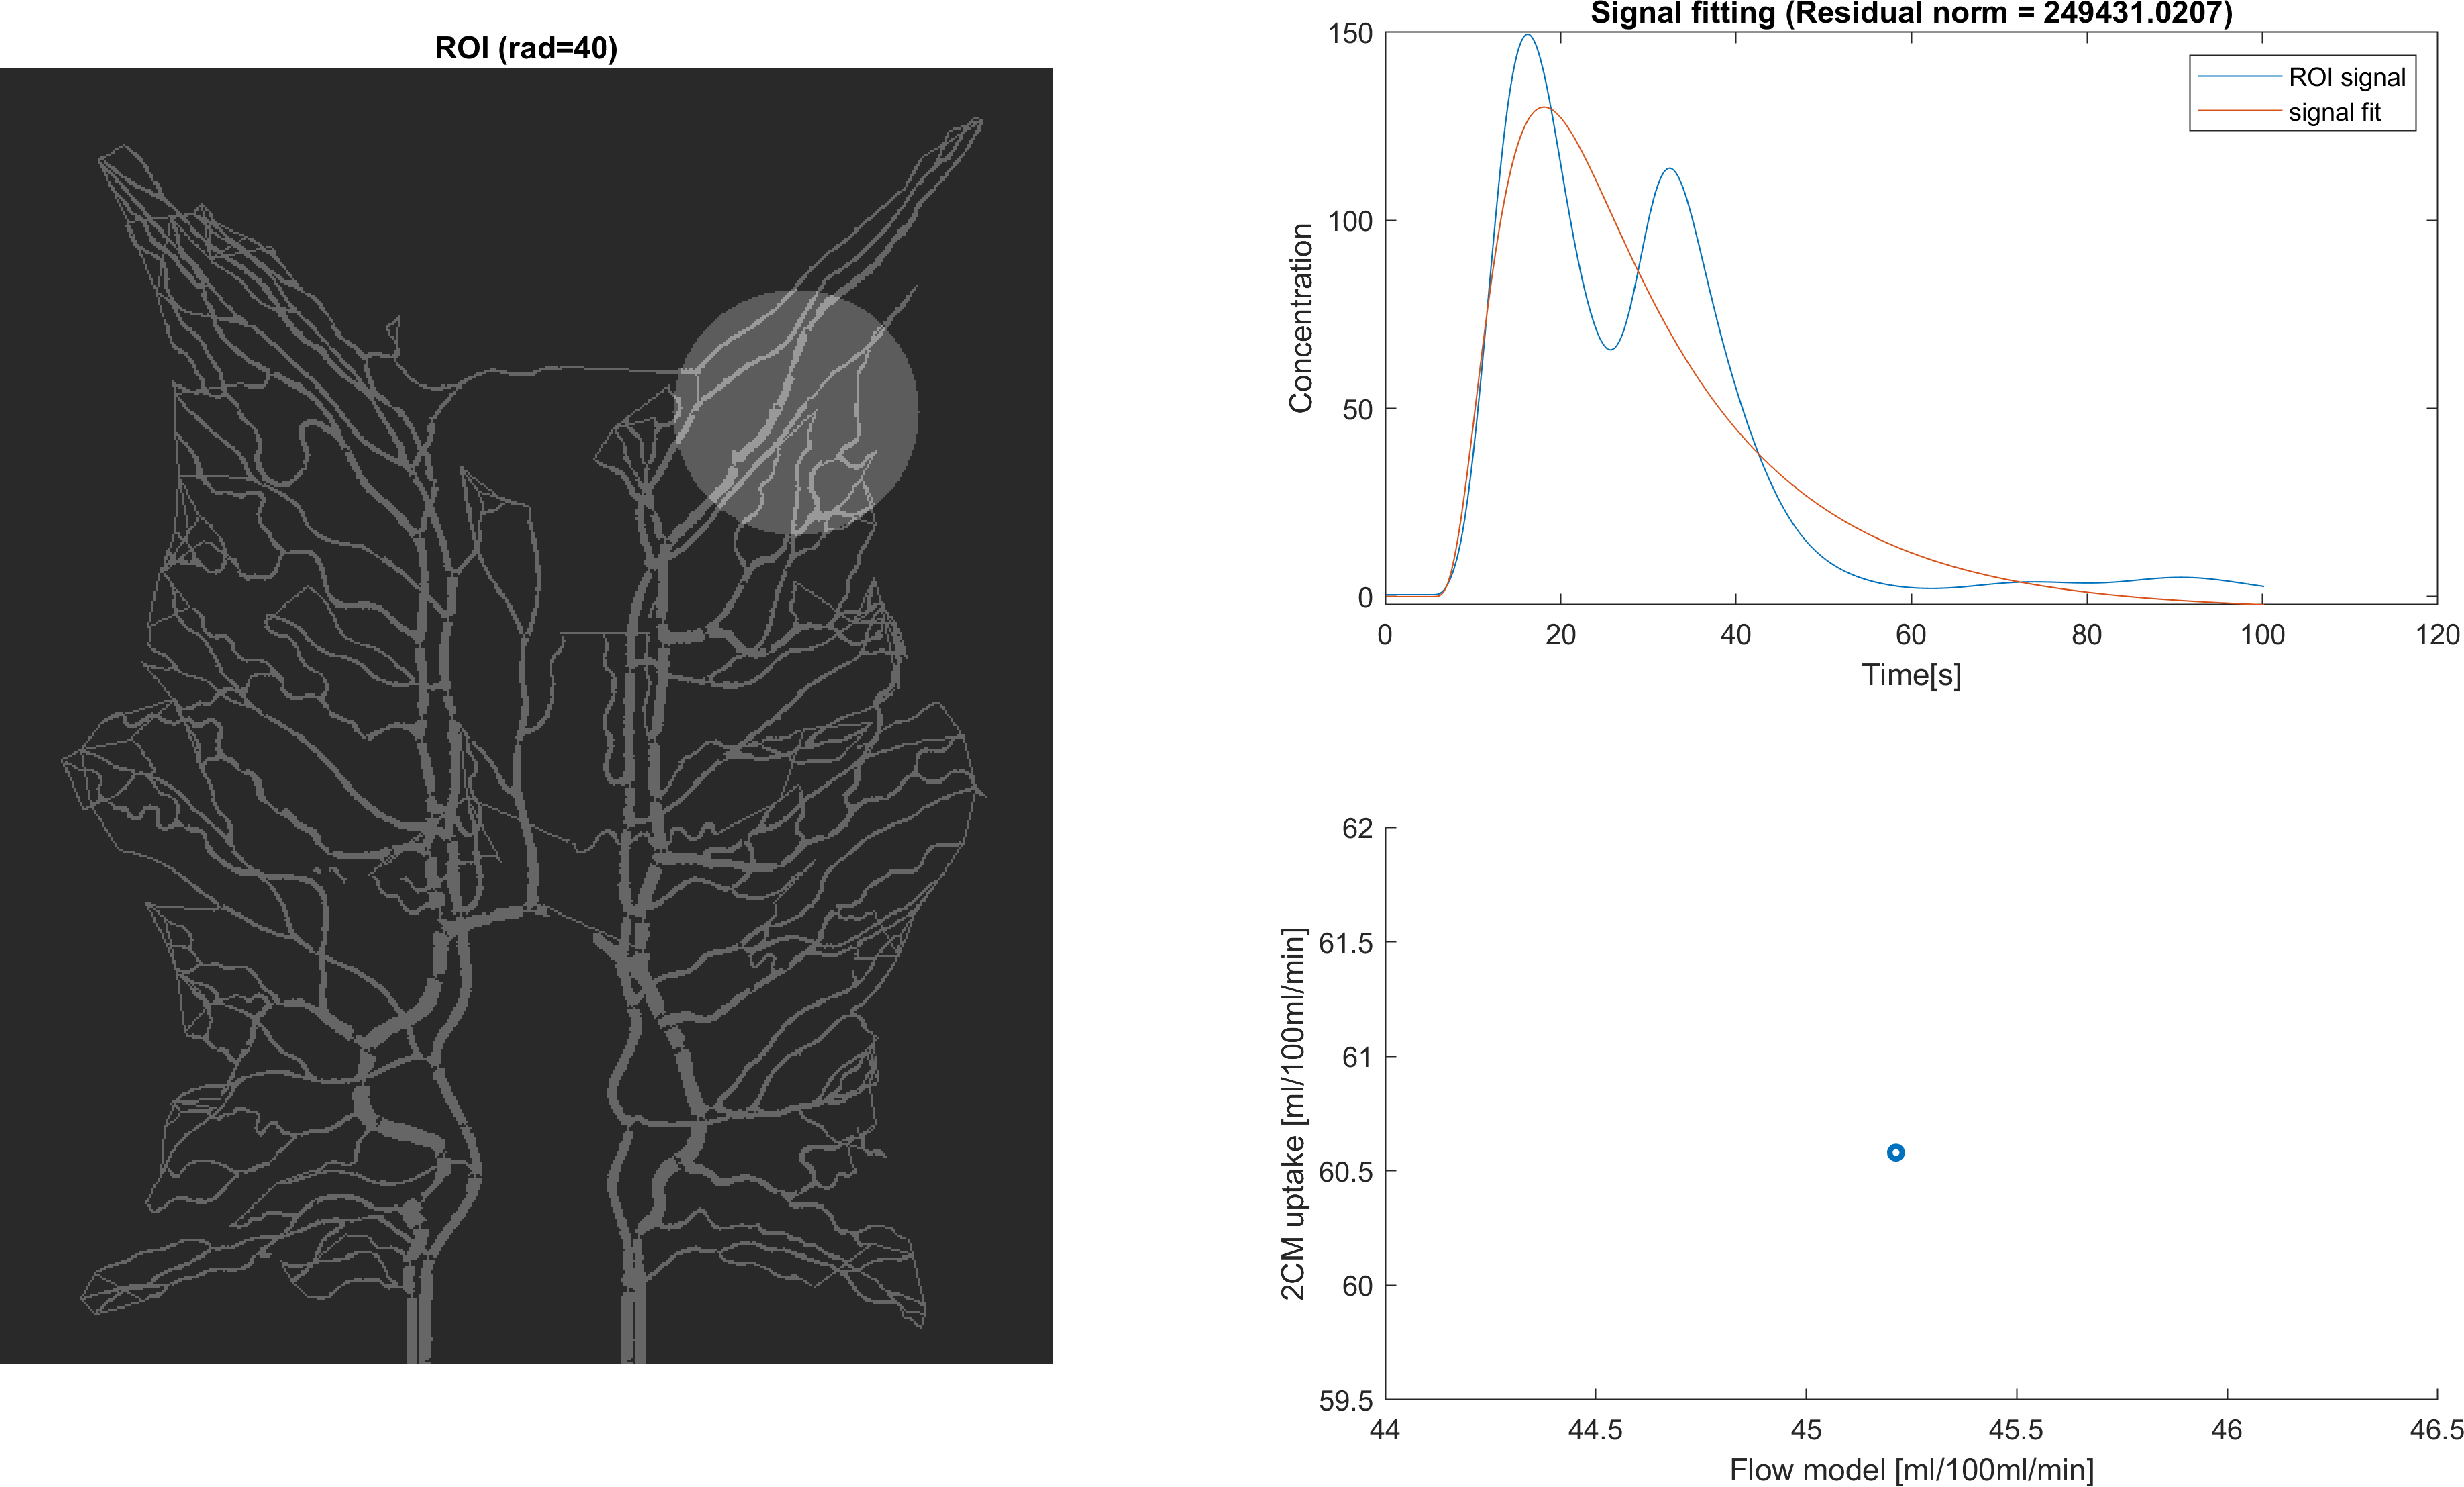 ROI (rad=40)
Signal fitting (Residual norm = 249431.0207)
150
100
50
0
Concentration
ROI signal
signal fit
0 20 40 60 80 100 120
Time[s]
62
61.5
61
60.5
60
59.5
2CM uptake [ml/100ml/min]
44 44.5 45 45.5 46 46.5
Flow model [ml/100ml/min]